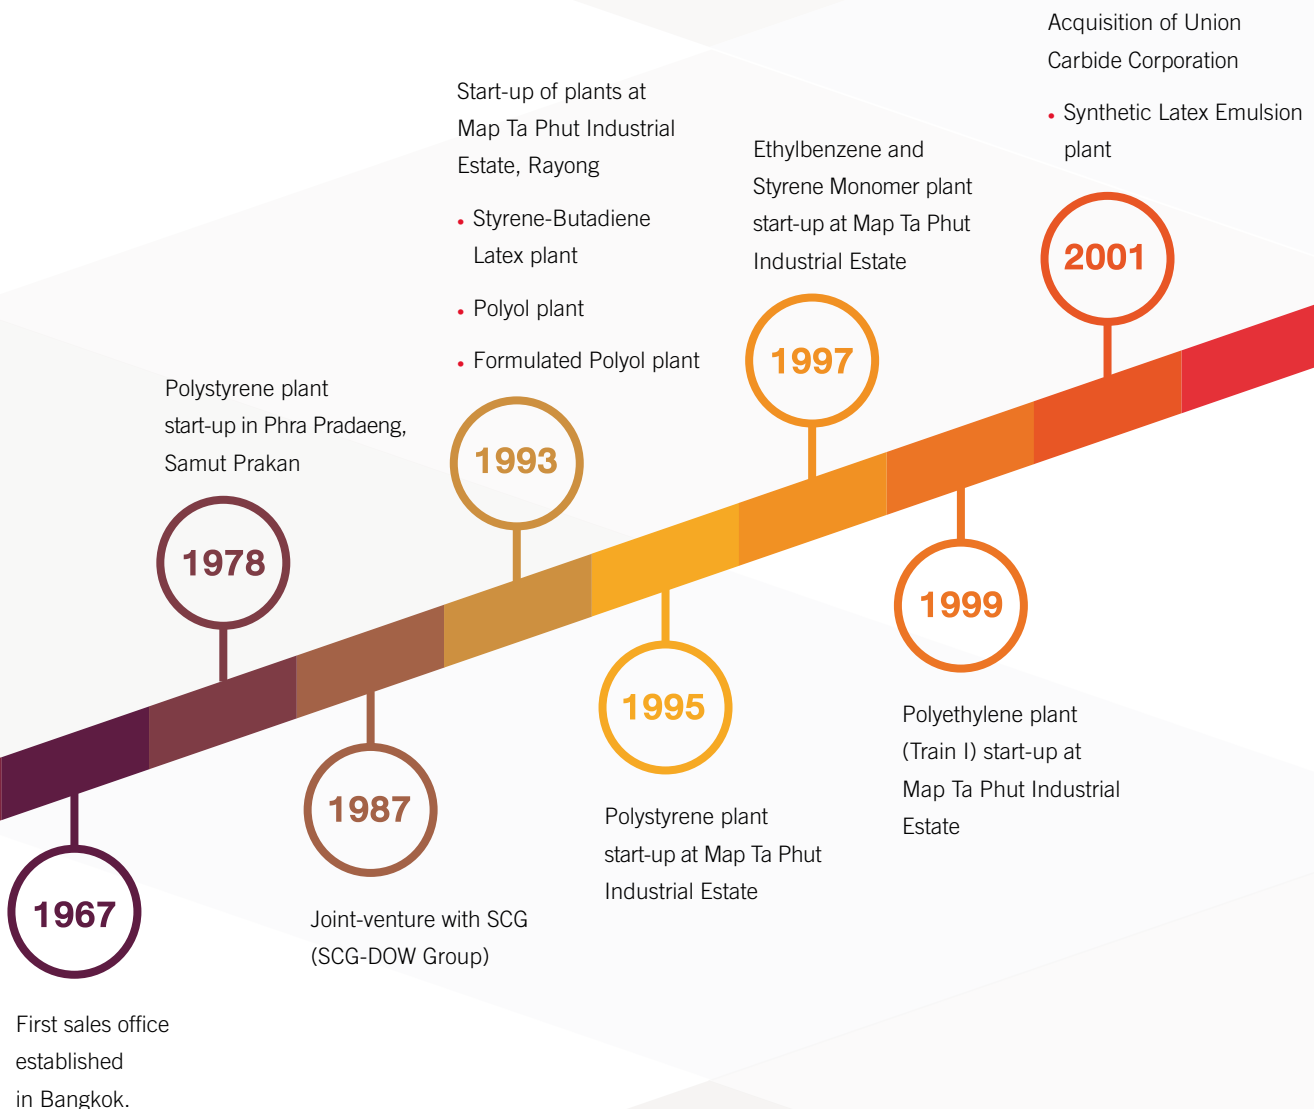 First sales office
established
in Bangkok.
1967
Polystyrene plant
start-up in Phra Pradaeng,
Samut Prakan
1978
1987
Joint-venture with SCG
(SCG-DOW Group)
Start-up of plants at
Map Ta Phut Industrial
Estate, Rayong
• Styrene-Butadiene
Latex plant
• Polyol plant
• Formulated Polyol plant
1993
1995
Polystyrene plant
start-up at Map Ta Phut
Industrial Estate
Ethylbenzene and
Styrene Monomer plant
start-up at Map Ta Phut
Industrial Estate
1997
1999
Polyethylene plant
(Train I) start-up at
Map Ta Phut Industrial
Estate
Acquisition of Union
Carbide Corporation
• Synthetic Latex Emulsion
plant
2001